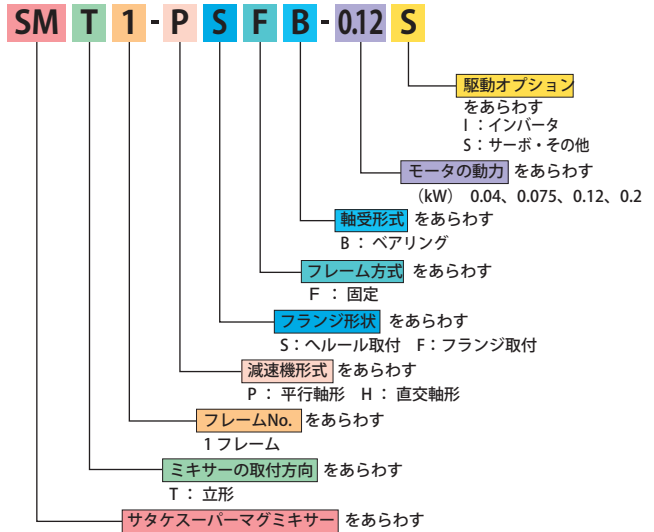 SMT1-PSFB-0.12S
駆動オプション
をあらわす
I：インバータ
S：サーボ・その他
モータの動力 をあらわす
（kW） 0.04、0.075、0.12、0.2
軸受形式 をあらわす
B ： ベアリング
フレーム方式 をあらわす
F ： 固定
フランジ形状 をあらわす
S：ヘルール取付 F：フランジ取付
減速機形式 をあらわす
P ： 平行軸形 H ： 直交軸形
フレームNo. をあらわす
1 フレーム
ミキサーの取付方向 をあらわす
T ： 立形
サタケスーパーマグミキサー をあらわす